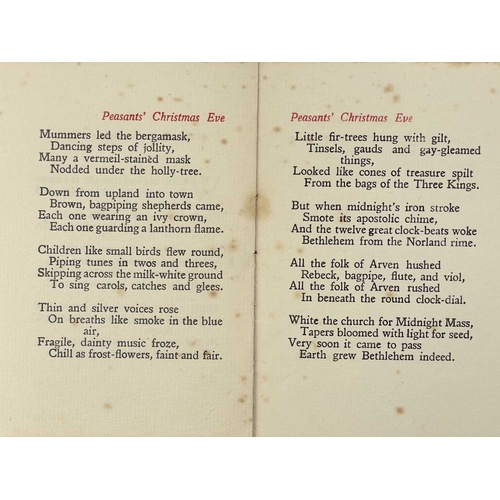 Peasants' Christmas Eve
Mummers led the bergamask,
Dancing steps of jollity,
Many a vermeil-stainèd mask
Nodded under the holly-tree.
Down from upland into town
Brown, bagpiping shepherds came,
Each one wearing an ivy crown,
Each one guarding a lanthorn flame.
Children like small birds flew round,
Piping tunes in twos and threes,
Skipping across the milk-white ground
To sing carols, catches and glees.
Thin and silver voices rose
On breaths like smoke in the blue
air,
Fragile, dainty music froze,
Chill as frost-flowers, faint and fair.
Peasants' Christmas Eve
Little fir-trees hung with gilt,
Tinsels, gauds and gay-gleamed
things,
Looked like cones of treasure spilt
From the bags of the Three Kings.
But when midnight's iron stroke
Smote its apostolic chime,
And the twelve great clock-beats woke
Bethlehem from the Norland rime.
All the folk of Arven hushed
Rebeck, bagpipe, flute, and viol,
All the folk of Arven rushed
In beneath the round clock-dial.
White the church for Midnight Mass,
Tapers bloomed with light for seed,
Very soon it came to pass
Earth grew Bethlehem indeed.